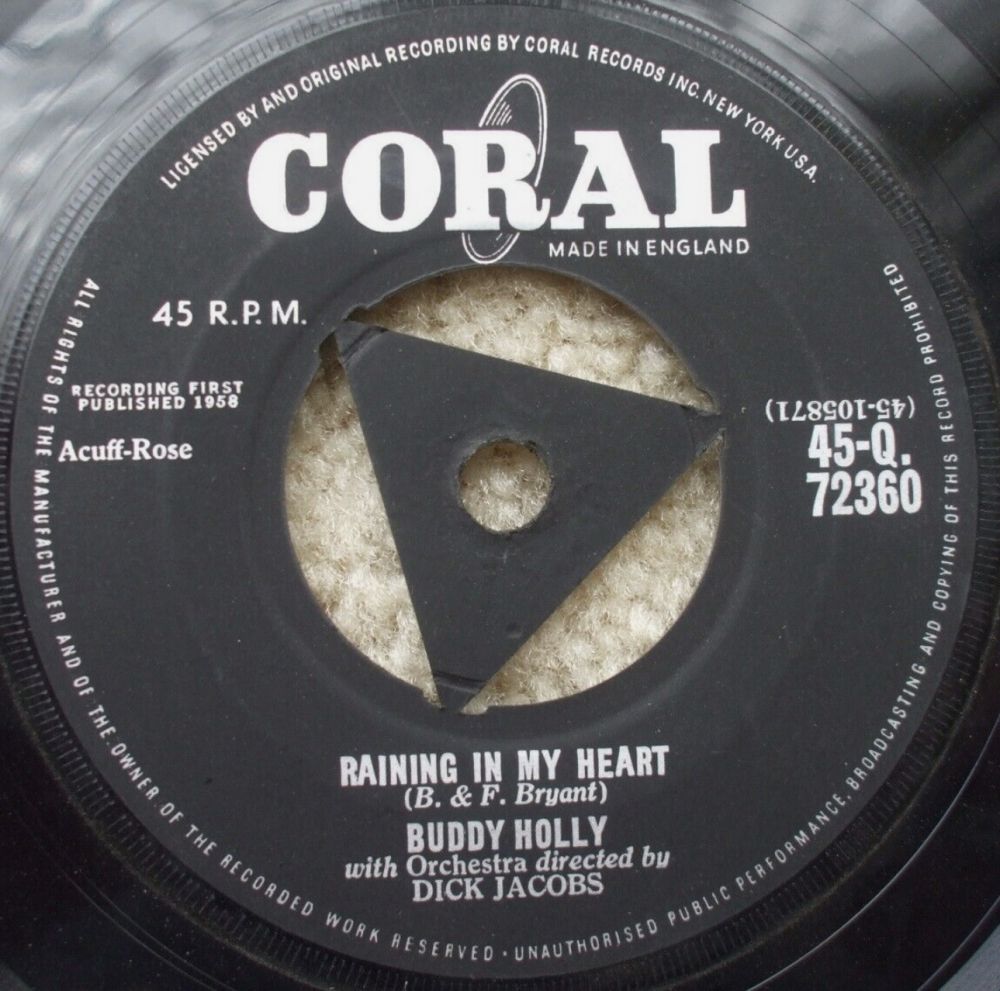 LICENSED BY AND ORIGINAL RECORDING BY CORAL RECORDS INC. NEW YORK U.S.A.
CORAL
MADE IN ENGLAND
45 R.P.M.
RECORDING FIRST
PUBLISHED 1958
Acuff-Rose
(45-105871)
45-Q.
72360
RAINING IN MY HEART
(B. & F. Bryant)
BUDDY HOLLY
with Orchestra directed by
DICK JACOBS
ALL RIGHTS OF THE MANUFACTURER AND OF THE OWNER OF THE RECORDED WORK RESERVED · UNAUTHORISED PUBLIC PERFORMANCE, BROADCASTING AND COPYING OF THIS RECORD PROHIBITED